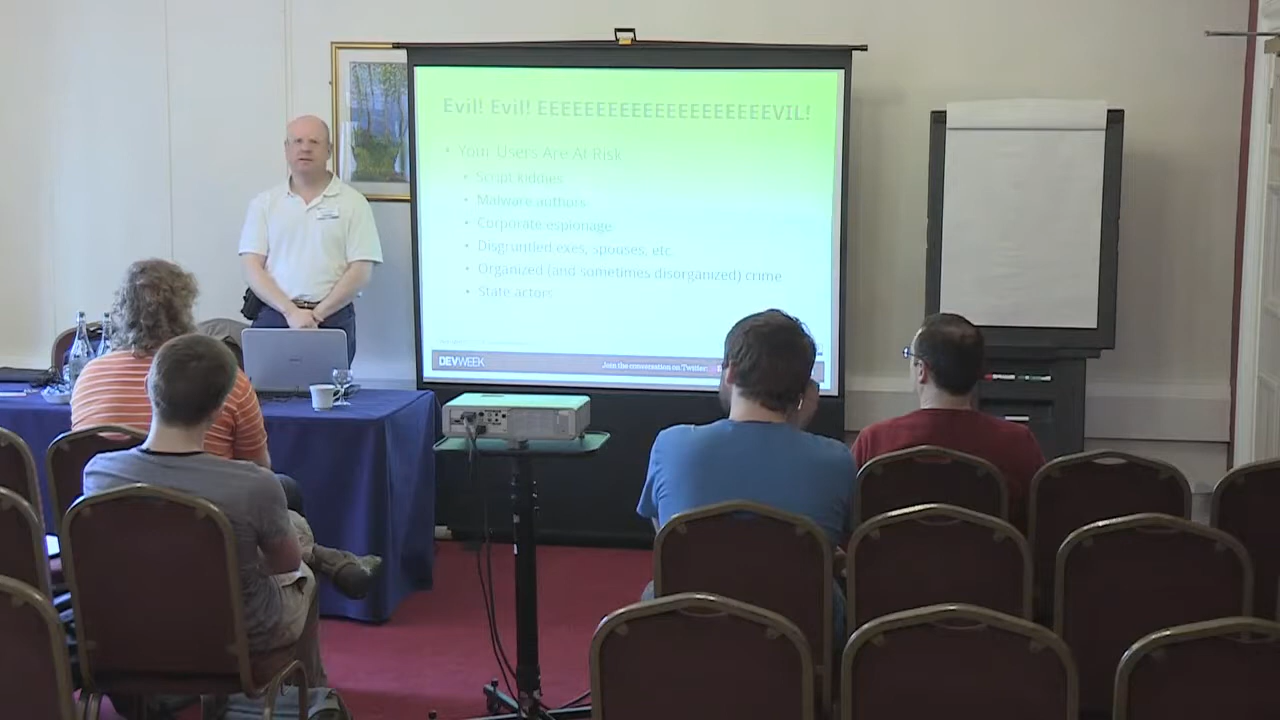 Evil! Evil! EEEEEEEEEEEEEEEEEEEEEVIL!
• Your Users Are At Risk
• Script kiddies
• Malware authors
• Corporate espionage
• Disgruntled exes, spouses, etc.
• Organized (and sometimes disorganized) crime
• State actors
DEVWEEK
Join the conversation on Twitter: